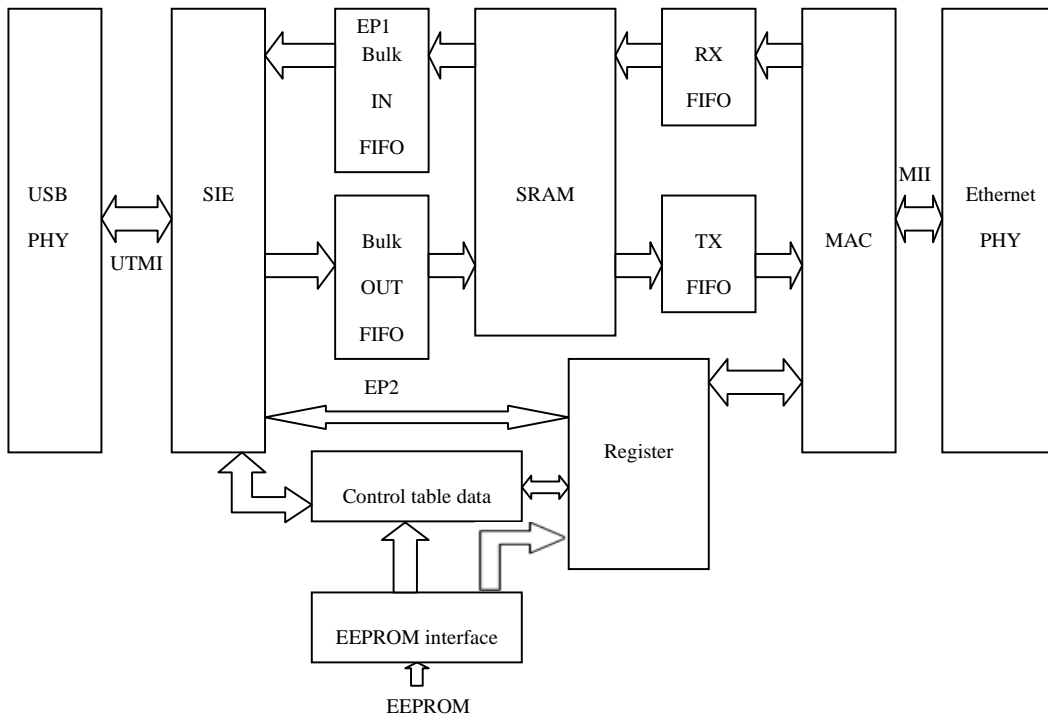 EP1
Bulk
IN
FIFO
RX
FIFO
USB
PHY
UTMI
SIE
SRAM
MAC
MII
Ethernet
PHY
Bulk
OUT
FIFO
TX
FIFO
EP2
Register
Control table data
EEPROM interface
EEPROM